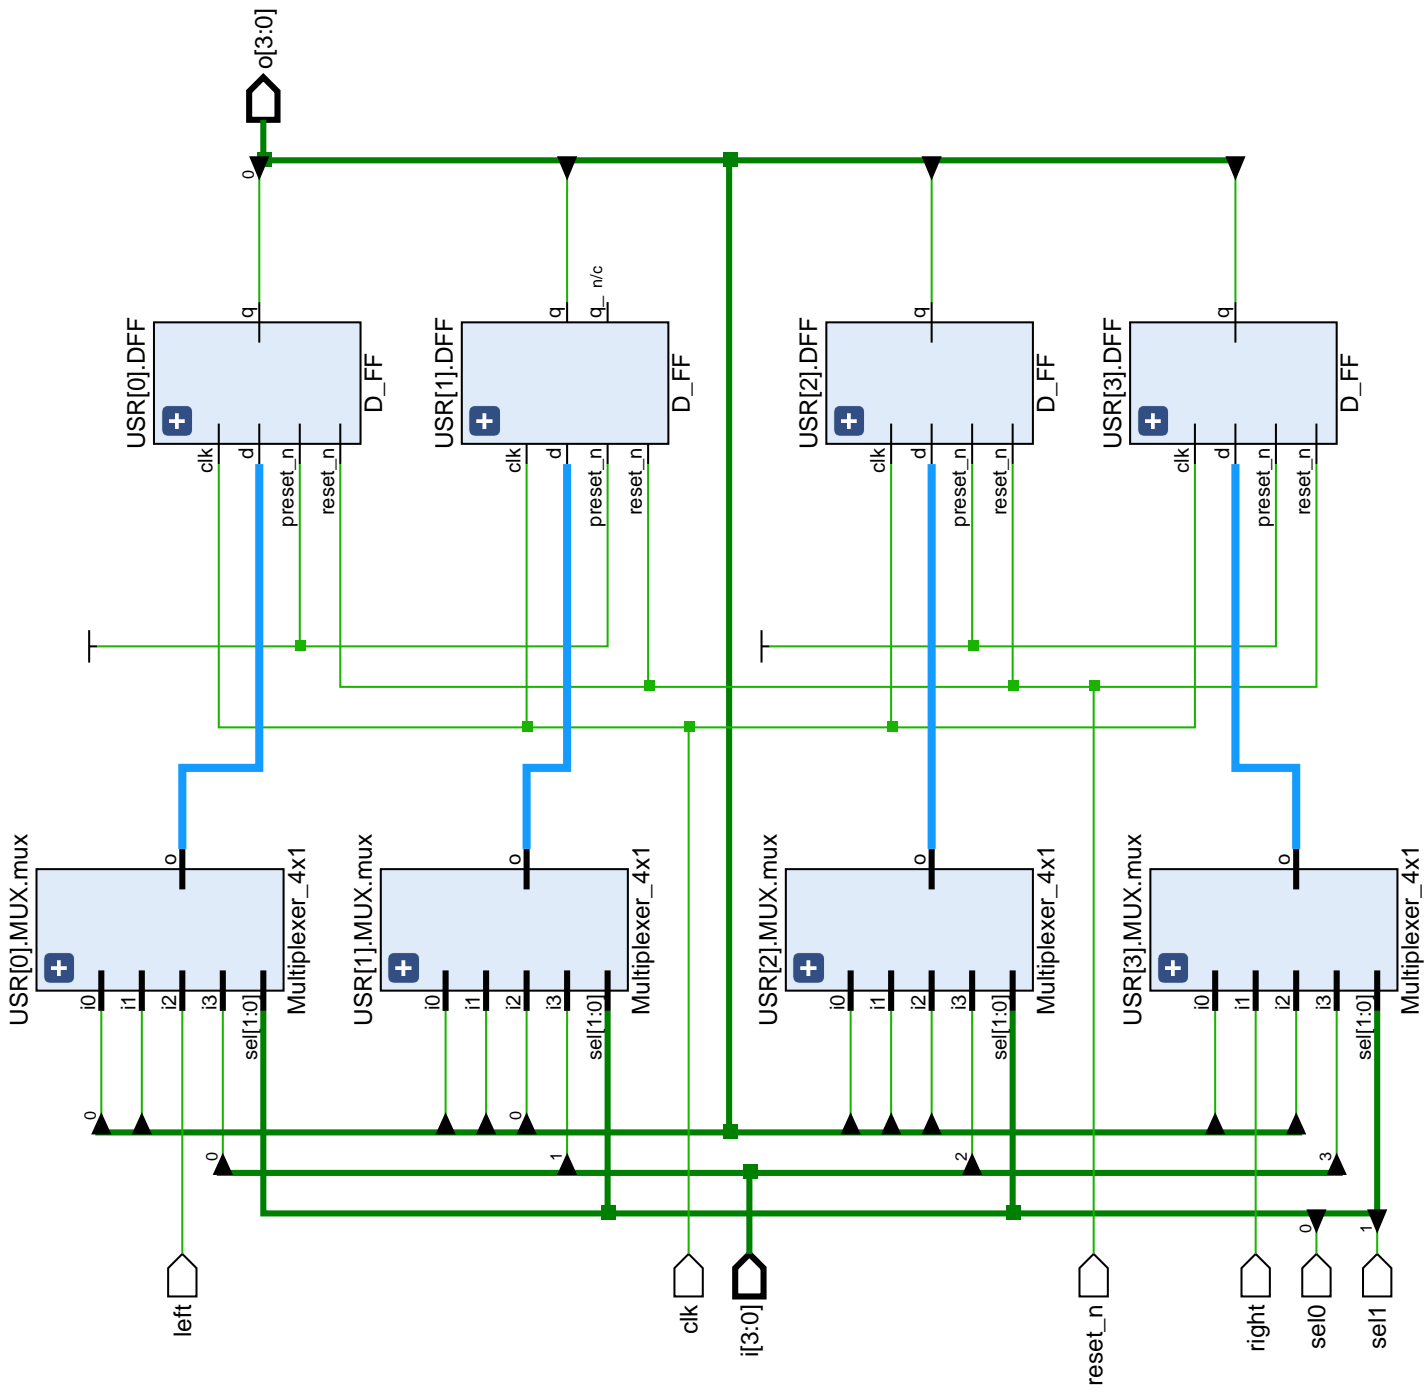 o[3:0]
0
USR[0].DFF
q
clk
d
preset_n
reset_n
D_FF
USR[1].DFF
q
q_
n/c
clk
d
preset_n
reset_n
D_FF
USR[2].DFF
q
clk
d
preset_n
reset_n
D_FF
USR[3].DFF
q
clk
d
preset_n
reset_n
D_FF
USR[0].MUX.mux
o
i0
i1
i2
i3
sel[1:0]
Multiplexer_4x1
USR[1].MUX.mux
o
i0
i1
i2
i3
sel[1:0]
Multiplexer_4x1
USR[2].MUX.mux
o
i0
i1
i2
i3
sel[1:0]
Multiplexer_4x1
USR[3].MUX.mux
o
i0
i1
i2
i3
sel[1:0]
Multiplexer_4x1
0
0
0
1
2
3
0
1
left
clk
i[3:0]
reset_n
right
sel0
sel1